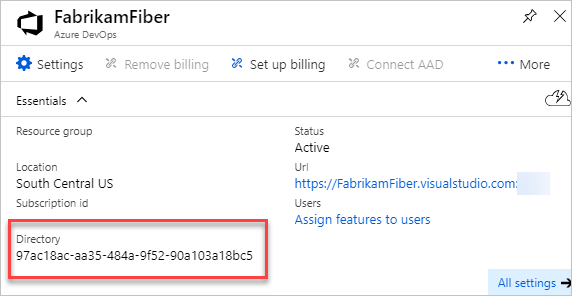 FabrikamFiber
Azure DevOps
Settings
Remove billing
Set up billing
Connect AAD
More
Essentials
Resource group
Status
Active
Location
South Central US
Url
https://FabrikamFiber.visualstudio.com:
Subscription id
Users
Assign features to users
Directory
97ac18ac-aa35-484a-9f52-90a103a18bc5
All settings